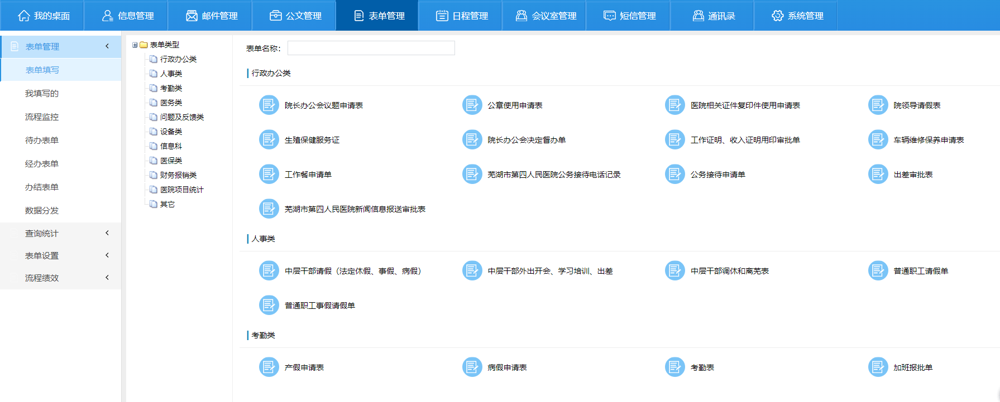 我的桌面 信息管理 邮件管理 公文管理 表单管理 日程管理 会议室管理 短信管理 通讯录 系统管理
表单管理
表单填写
我填写的
流程监控
待办表单
经办表单
办结表单
数据分发
查询统计
表单设置
流程绩效
表单类型
行政办公类
人事类
考勤类
医务类
问题及反馈类
设备类
信息科
医保类
财务报销类
医院项目统计
其它
表单名称：
行政办公类
院长办公会议题申请表 公章使用申请表 医院相关证件复印件使用申请表 院领导请假表
生殖保健服务证 院长办公会决定督办单 工作证明、收入证明用印审批单 车辆维修保养申请表
工作餐申请单 芜湖市第四人民医院公务接待电话记录 公务接待申请单 出差审批表
芜湖市第四人民医院新闻信息报送审批表
人事类
中层干部请假（法定休假、事假、病假） 中层干部外出开会、学习培训、出差 中层干部调休和离芜表 普通职工请假单
普通职工事假请假单
考勤类
产假申请表 病假申请表 考勤表 加班报批单